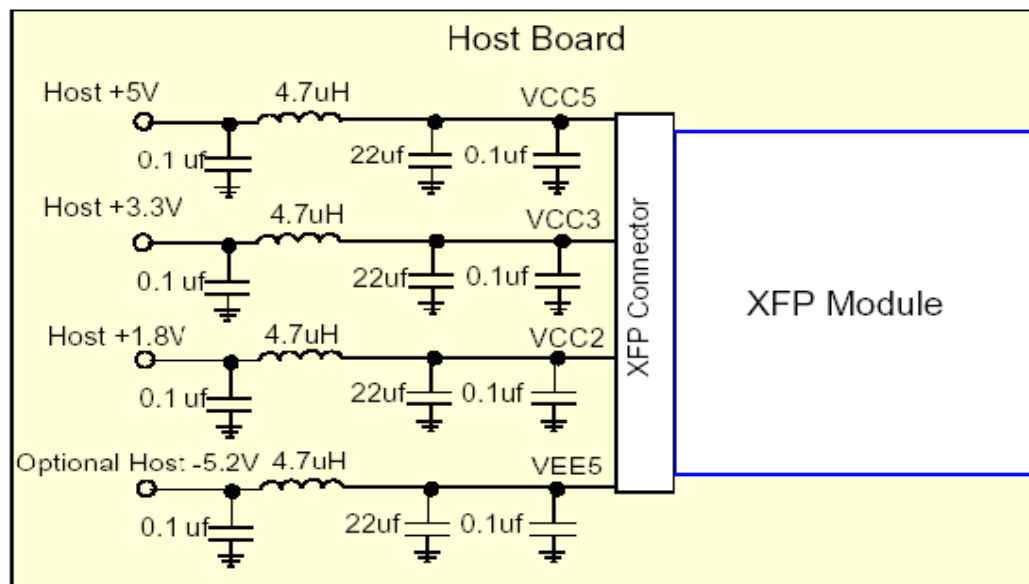 Host Board
Host +5V
4.7uH
VCC5
0.1 uf
22uf
0.1uf
Host +3.3V
4.7uH
VCC3
0.1 uf
22uf
0.1uf
Host +1.8V
4.7uH
VCC2
0.1 uf
22uf
0.1uf
Optional Host -5.2V
4.7uH
VEE5
0.1 uf
22uf
0.1uf
XFP Connector
XFP Module